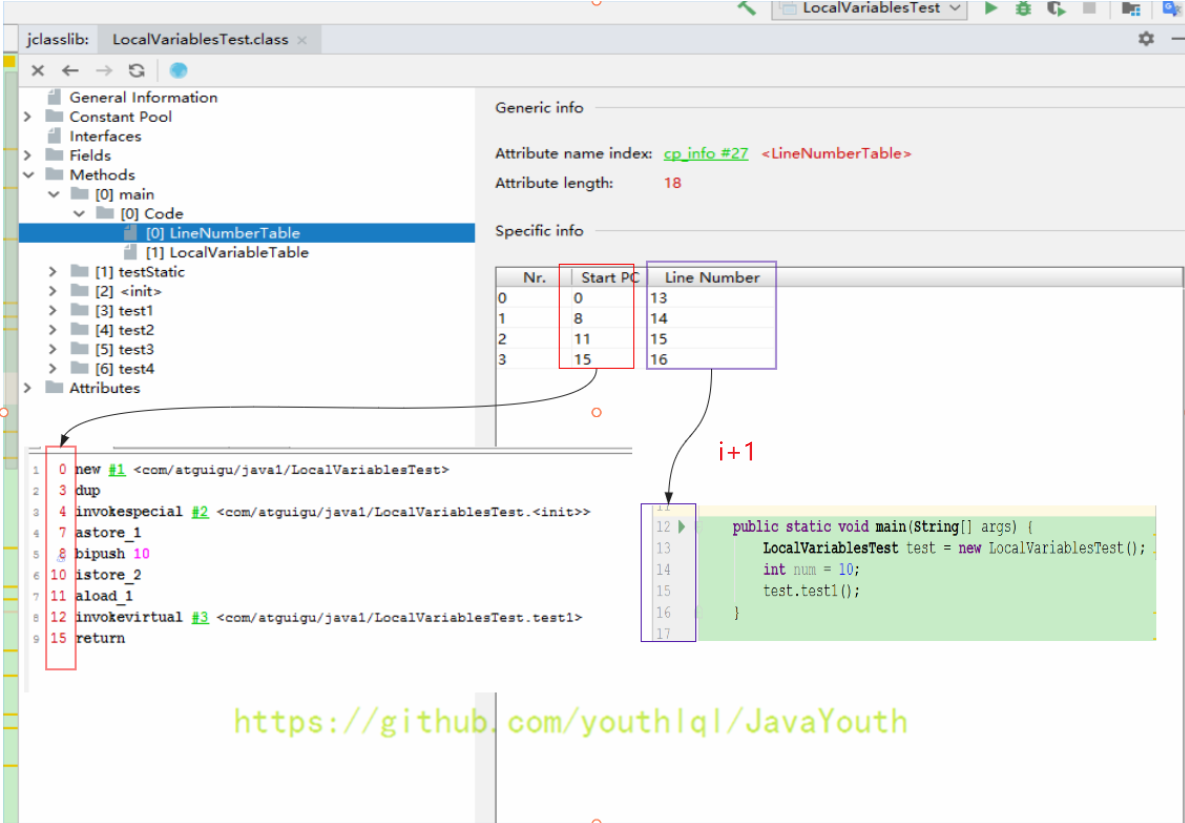 LocalVariablesTest
jclasslib: LocalVariablesTest.class
General Information
Constant Pool
Interfaces
Fields
Methods
[0] main
[0] Code
[0] LineNumberTable
[1] LocalVariableTable
[1] testStatic
[2] <init>
[3] test1
[4] test2
[5] test3
[6] test4
Attributes
Generic info
Attribute name index: cp_info #27 <LineNumberTable>
Attribute length: 18
Specific info
Nr. Start PC Line Number
0 0 13
1 8 14
2 11 15
3 15 16
i+1
1 0 new #1 <com/atguigu/java1/LocalVariablesTest>
2 3 dup
3 4 invokespecial #2 <com/atguigu/java1/LocalVariablesTest.<init>>
4 7 astore_1
5 8 bipush 10
6 10 istore_2
7 11 aload_1
8 12 invokevirtual #3 <com/atguigu/java1/LocalVariablesTest.test1>
9 15 return
11
12 public static void main(String[] args) {
13 LocalVariablesTest test = new LocalVariablesTest();
14 int num = 10;
15 test.test1();
16 }
17
https://github.com/youthlql/JavaYouth